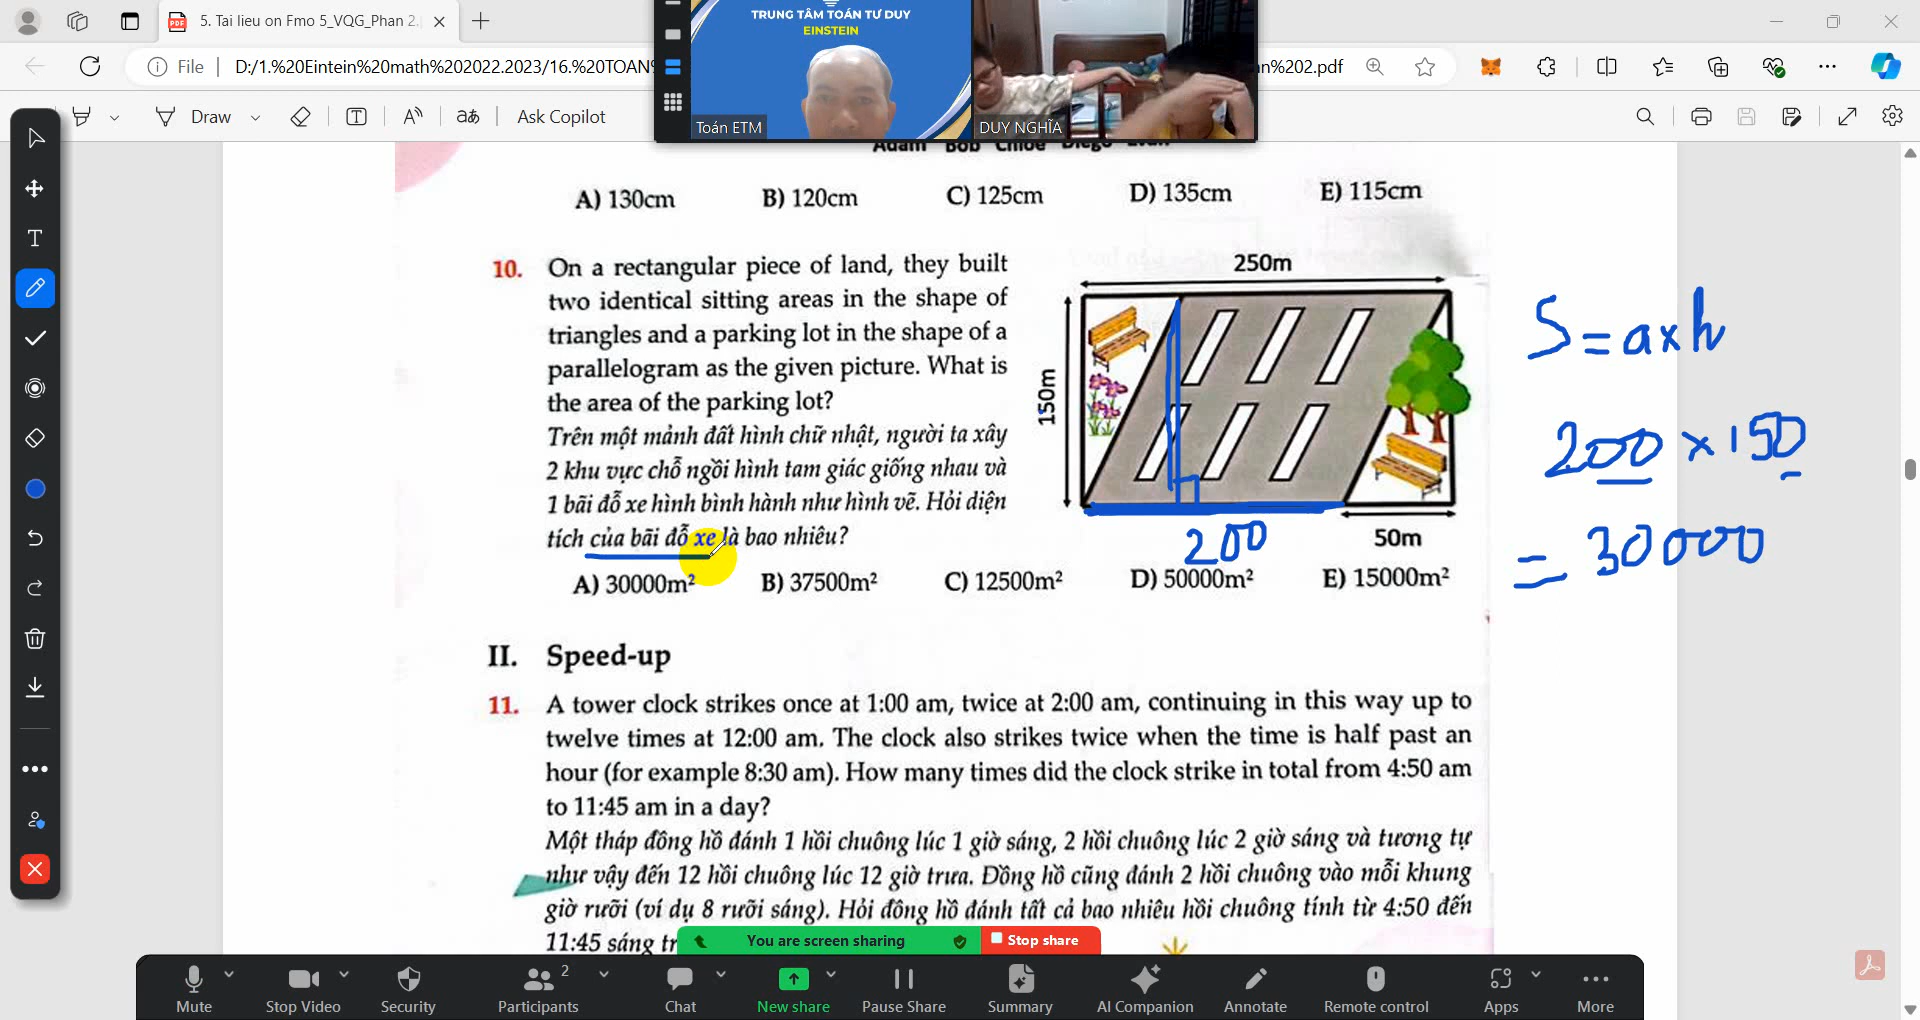 5. Tai lieu on Fmo 5_VQG_Phan 2.
File
D:/1.%20Eintein%20math%202022.2023/16.%20TOAN%
n%202.pdf
Draw
Ask Copilot
TRUNG TÂM TOÁN TƯ DUY
EINSTEIN
Toán ETM
DUY NGHĨA
Adam Bob Chloe Diego Evan
A) 130cm B) 120cm C) 125cm D) 135cm E) 115cm
10. On a rectangular piece of land, they built
two identical sitting areas in the shape of
triangles and a parking lot in the shape of a
parallelogram as the given picture. What is
the area of the parking lot?
Trên một mảnh đất hình chữ nhật, người ta xây
2 khu vực chỗ ngồi hình tam giác giống nhau và
1 bãi đỗ xe hình bình hành như hình vẽ. Hỏi diện
tích của bãi đỗ xe là bao nhiêu?
250m
150m
200
50m
S = a x h
200 x 150
= 30000
A) 30000m² B) 37500m² C) 12500m² D) 50000m² E) 15000m²
II. Speed-up
11. A tower clock strikes once at 1:00 am, twice at 2:00 am, continuing in this way up to
twelve times at 12:00 am. The clock also strikes twice when the time is half past an
hour (for example 8:30 am). How many times did the clock strike in total from 4:50 am
to 11:45 am in a day?
Một tháp đồng hồ đánh 1 hồi chuông lúc 1 giờ sáng, 2 hồi chuông lúc 2 giờ sáng và tương tự
như vậy đến 12 hồi chuông lúc 12 giờ trưa. Đồng hồ cũng đánh 2 hồi chuông vào mỗi khung
giờ rưỡi (ví dụ 8 rưỡi sáng). Hỏi đồng hồ đánh tất cả bao nhiêu hồi chuông tính từ 4:50 đến
11:45 sáng tr
You are screen sharing
Stop share
Mute
Stop Video
Security
Participants
2
Chat
New share
Pause Share
Summary
AI Companion
Annotate
Remote control
Apps
More